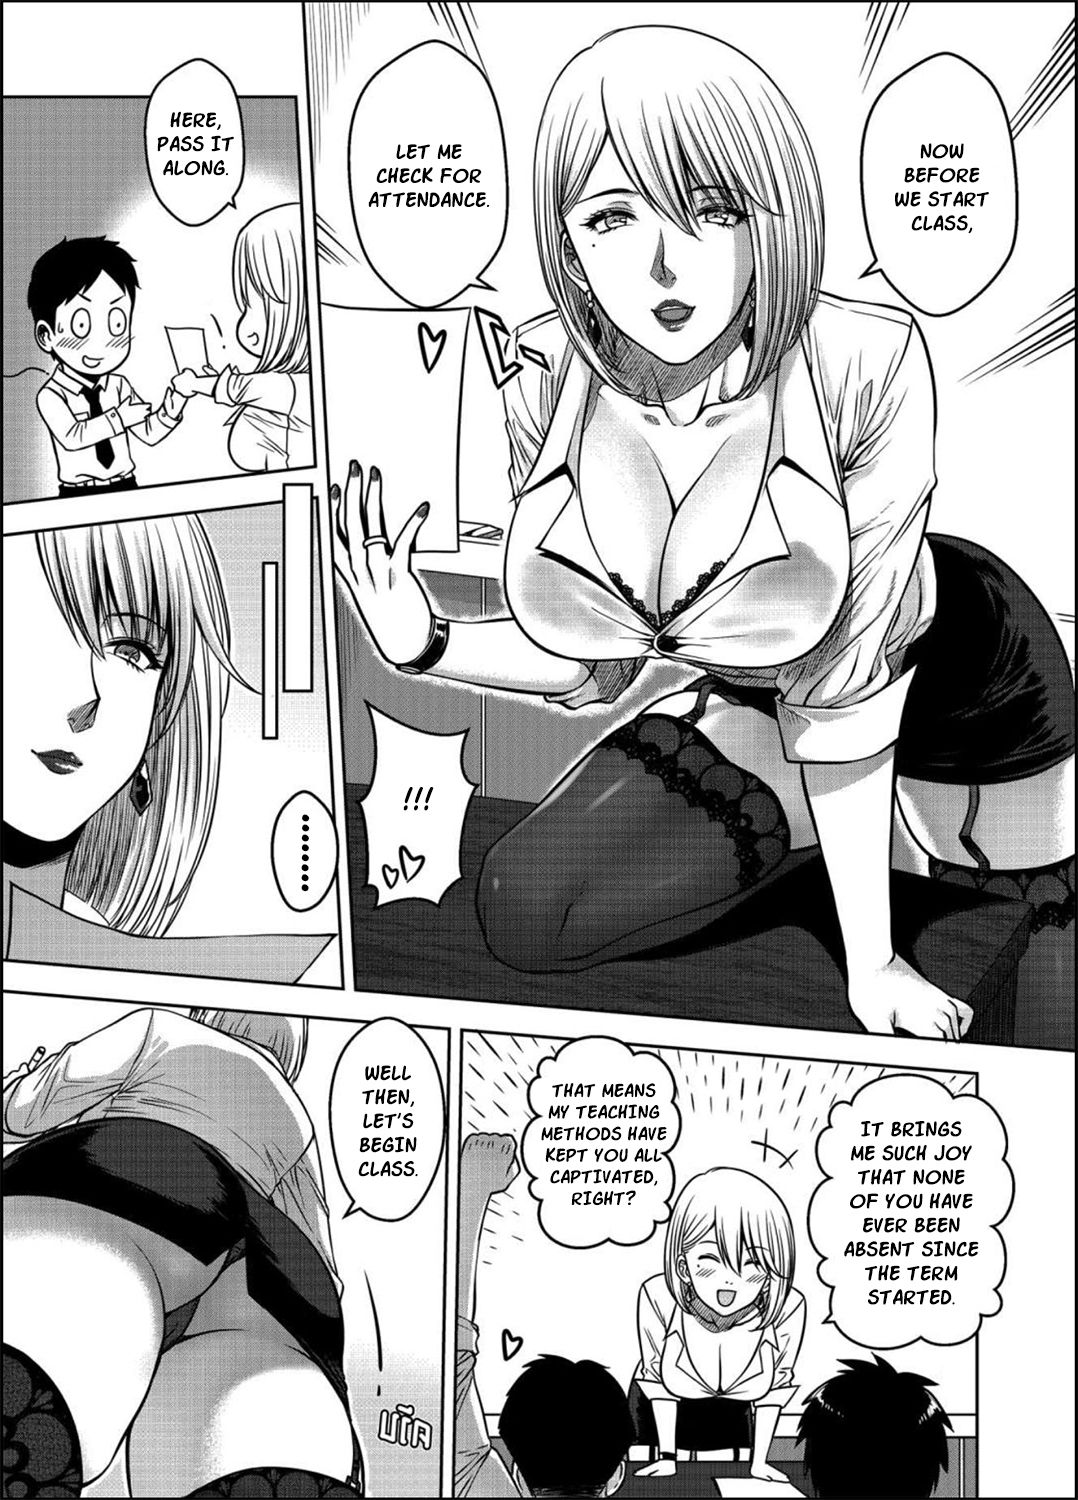 NOW
BEFORE
WE START
CLASS,
LET ME
CHECK FOR
ATTENDANCE.
!!!
HERE,
PASS IT
ALONG.
!
........
IT BRINGS
ME SUCH JOY
THAT NONE
OF YOU HAVE
EVER BEEN
ABSENT SINCE
THE TERM
STARTED.
THAT MEANS
MY TEACHING
METHODS HAVE
KEPT YOU ALL
CAPTIVATED,
RIGHT?
WELL
THEN,
LET'S
BEGIN
CLASS.